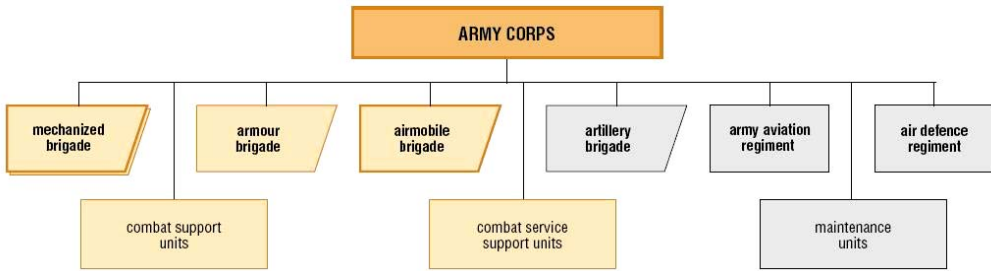 ARMY CORPS
mechanized
brigade
armour
brigade
airmobile
brigade
artillery
brigade
army aviation
regiment
air defence
regiment
combat support
units
combat service
support units
maintenance
units